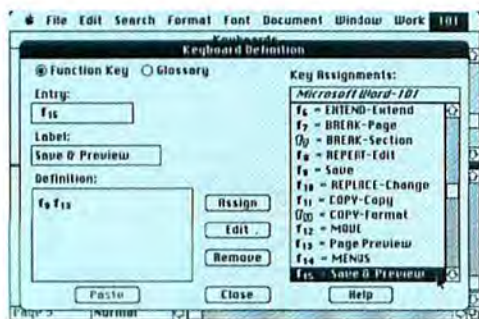 File Edit Search Format Font Document Window Work 101
Keyboards
Keyboard Definition
Function Key Glossary
Entry:
f15
Label:
Save & Preview
Definition:
f9 f13
Assign
Edit
Remove
Paste
Close
Key Assignments:
Microsoft Word-101
f6 = EXTEND-Extend
f7 = BREAK-Page
= BREAK-Section
f8 = REPEAT-Edit
f9 = Save
f10 = REPLACE-Change
f11 = COPY-Copy
= COPY-Format
f12 = MOVE
f13 = Page Preview
f14 = MENUS
f15 = Save & Preview
Help
Page 5 Normal